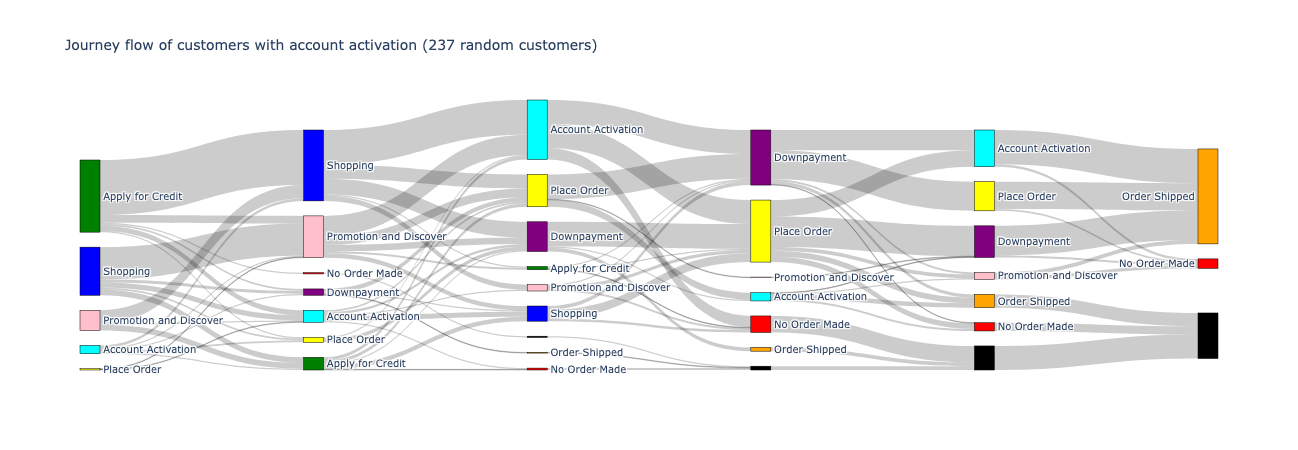 Journey flow of customers with account activation (237 random customers)
Apply for Credit
Shopping
Promotion and Discover
Account Activation
Place Order
Shopping
Promotion and Discover
No Order Made
Downpayment
Account Activation
Place Order
Apply for Credit
Account Activation
Place Order
Downpayment
Apply for Credit
Promotion and Discover
Shopping
Order Shipped
No Order Made
Downpayment
Place Order
Promotion and Discover
Account Activation
No Order Made
Order Shipped
Account Activation
Place Order
Downpayment
Promotion and Discover
Order Shipped
No Order Made
Order Shipped
No Order Made